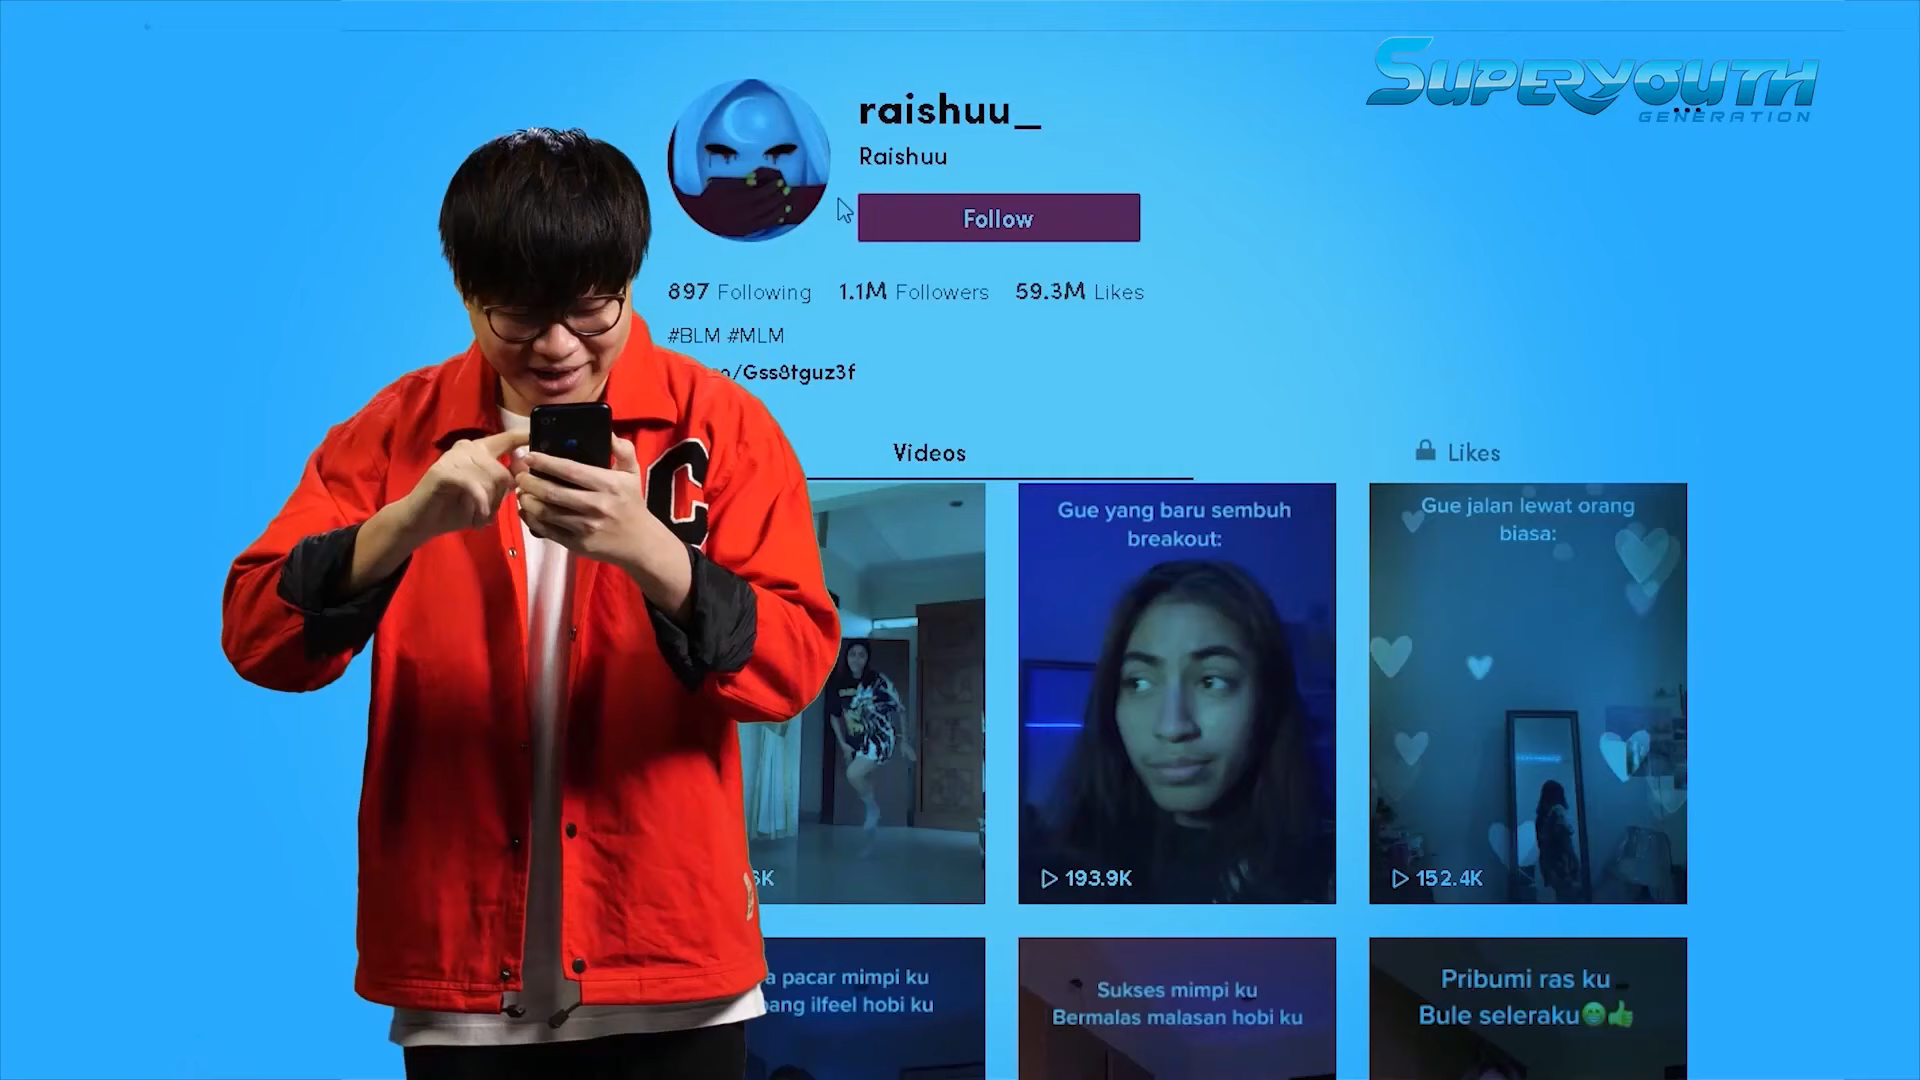 SUPERYOUTH
GENERATION
raishuu_
Raishuu
Follow
897 Following 1.1M Followers 59.3M Likes
#BLM #MLM
/Gss8tguz3f
Videos
Likes
C
Gue yang baru sembuh
breakout:
Gue jalan lewat orang
biasa:
193.9K
152.4K
pacar mimpi ku
ilfeel hobi ku
Sukses mimpi ku
Bermalas malasan hobi ku
Pribumi ras ku
Bule seleraku😁👍